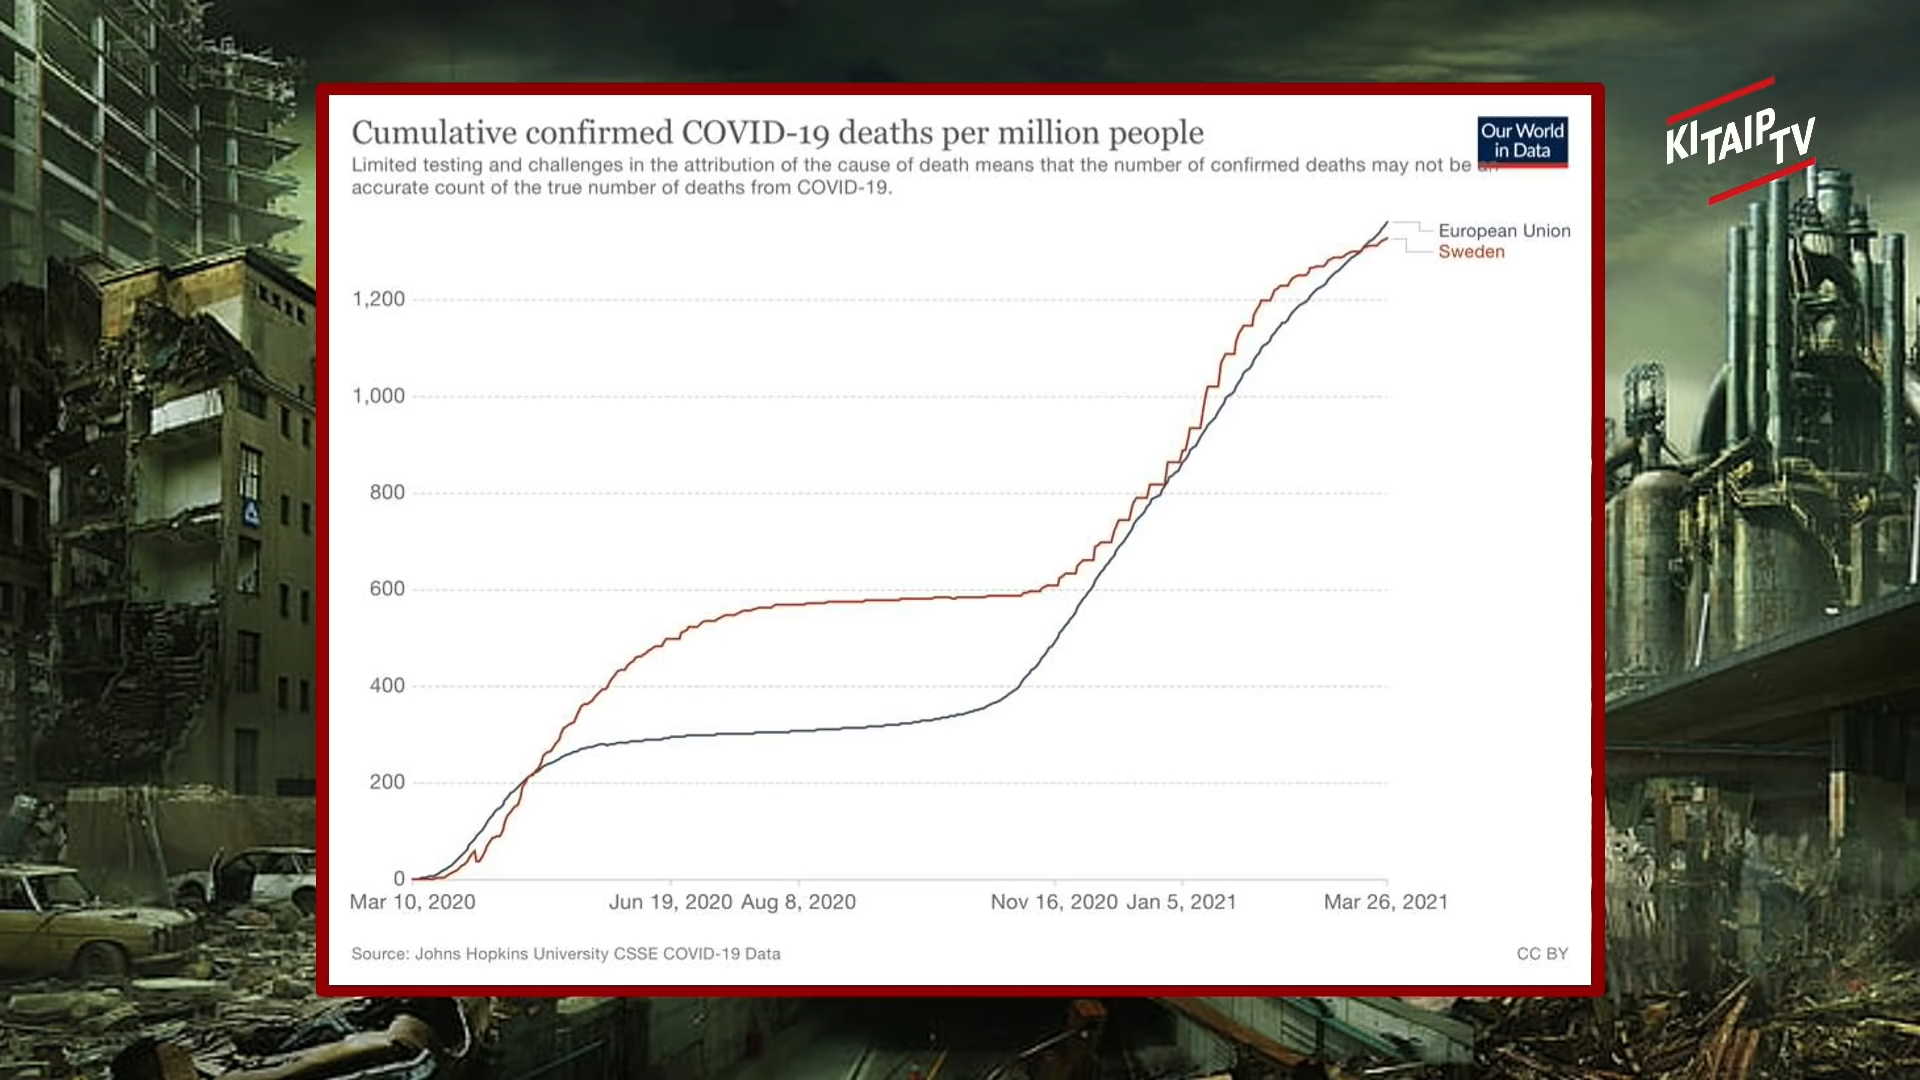 Cumulative confirmed COVID-19 deaths per million people
Our World
in Data
Limited testing and challenges in the attribution of the cause of death means that the number of confirmed deaths may not be an
accurate count of the true number of deaths from COVID-19.
KITAIP TV
European Union
Sweden
1,200
1,000
800
600
400
200
0
Mar 10, 2020 Jun 19, 2020 Aug 8, 2020 Nov 16, 2020 Jan 5, 2021 Mar 26, 2021
Source: Johns Hopkins University CSSE COVID-19 Data CC BY